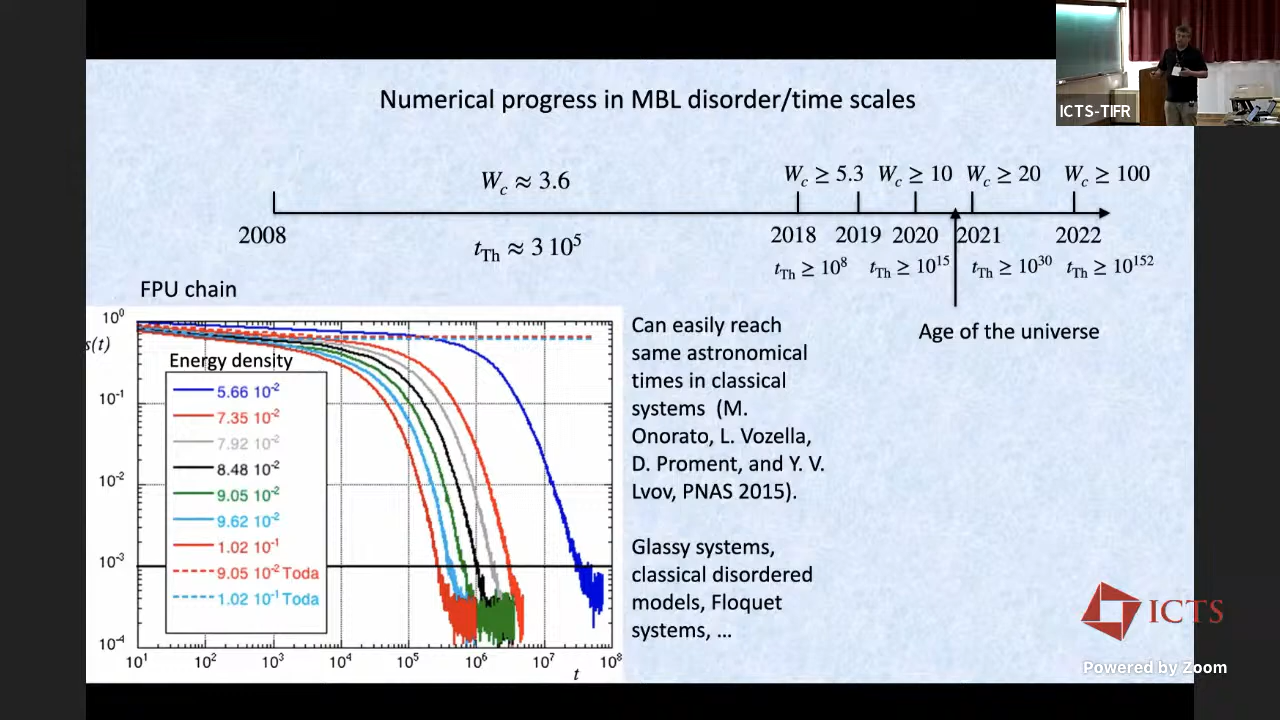 Numerical progress in MBL disorder/time scales
ICTS-TIFR
W_c ≈ 3.6
W_c ≥ 5.3 W_c ≥ 10 W_c ≥ 20 W_c ≥ 100
2008
2018 2019 2020 2021 2022
t_Th ≈ 3 10^5
t_Th ≥ 10^8 t_Th ≥ 10^15 t_Th ≥ 10^30 t_Th ≥ 10^152
Age of the universe
FPU chain
s(t)
10^0
10^-1
10^-2
10^-3
10^-4
Energy density
5.66 10^-2
7.35 10^-2
7.92 10^-2
8.48 10^-2
9.05 10^-2
9.62 10^-2
1.02 10^-1
9.05 10^-2 Toda
1.02 10^-1 Toda
10^1 10^2 10^3 10^4 10^5 10^6 10^7 10^8
t
Can easily reach
same astronomical
times in classical
systems (M.
Onorato, L. Vozella,
D. Proment, and Y. V.
Lvov, PNAS 2015).
Glassy systems,
classical disordered
models, Floquet
systems, ...
ICTS
Powered by Zoom